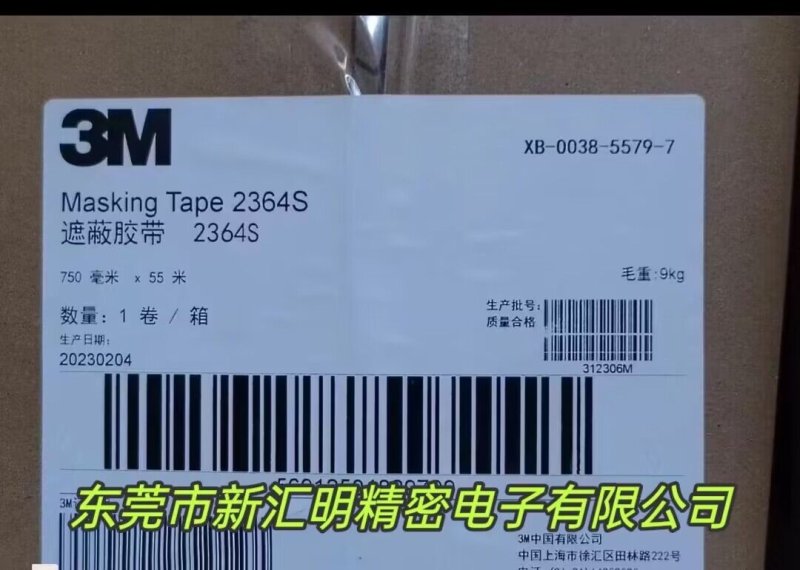 3M
XB-0038-5579-7
Masking Tape 2364S
遮蔽胶带 2364S
750 毫米 x 55 米
毛重:9kg
数量: 1 卷 / 箱
生产批号:
质量合格
生产日期:
20230204
312306M
东莞市新汇明精密电子有限公司
3M
3M中国有限公司
中国上海市徐汇区田林路222号